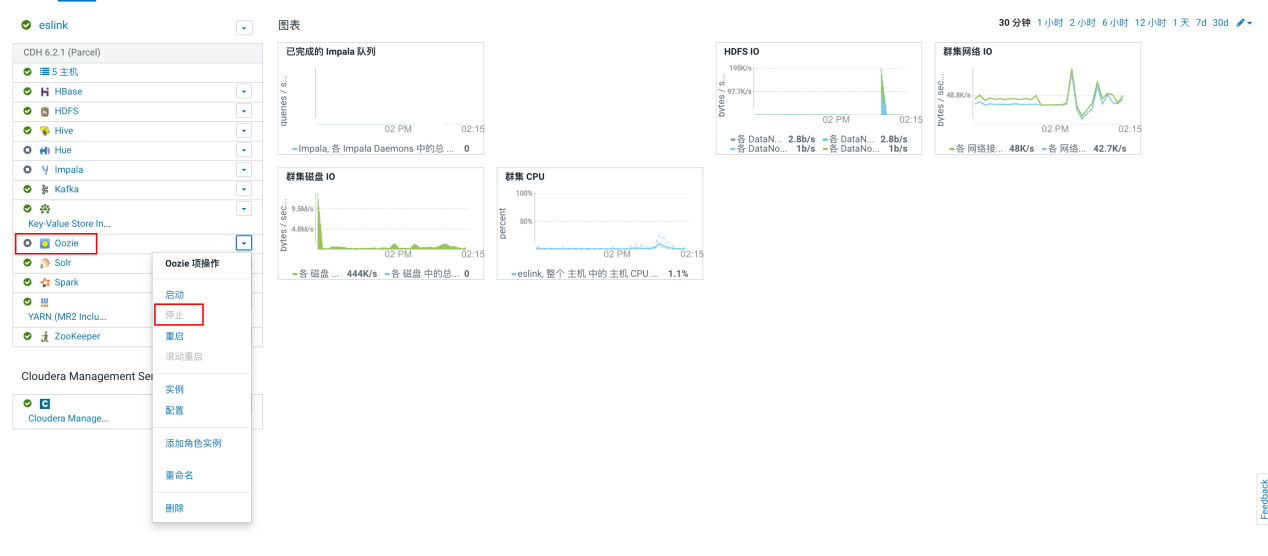 eslink
图表
30 分钟 1 小时 2 小时 6 小时 12 小时 1 天 7d 30d
CDH 6.2.1 (Parcel)
5 主机
HBase
HDFS
Hive
Hue
Impala
Kafka
Key-Value Store In...
Oozie
Solr
Spark
YARN (MR2 Inclu...
ZooKeeper
Cloudera Management Se
Cloudera Manage...
Oozie 项操作
启动
停止
重启
滚动重启
实例
配置
添加角色实例
重命名
删除
已完成的 Impala 队列
queries / s...
02 PM 02:15
Impala, 各 Impala Daemons 中的总 ... 0
HDFS IO
bytes / s...
195K/s
97.7K/s
02 PM 02:15
各 DataN... 2.8b/s 各 DataN... 2.8b/s
各 DataNo... 1b/s 各 DataNo... 1b/s
群集网络 IO
bytes / sec...
48.8K/s
02 PM 02:15
各 网络接... 48K/s 各 网络... 42.7K/s
群集磁盘 IO
bytes / sec...
9.5M/s
4.8M/s
02 PM 02:15
各 磁盘 ... 444K/s 各 磁盘 中的总... 0
群集 CPU
percent
100%
50%
02 PM 02:15
eslink, 整个 主机 中的 主机 CPU ... 1.1%
Feedback